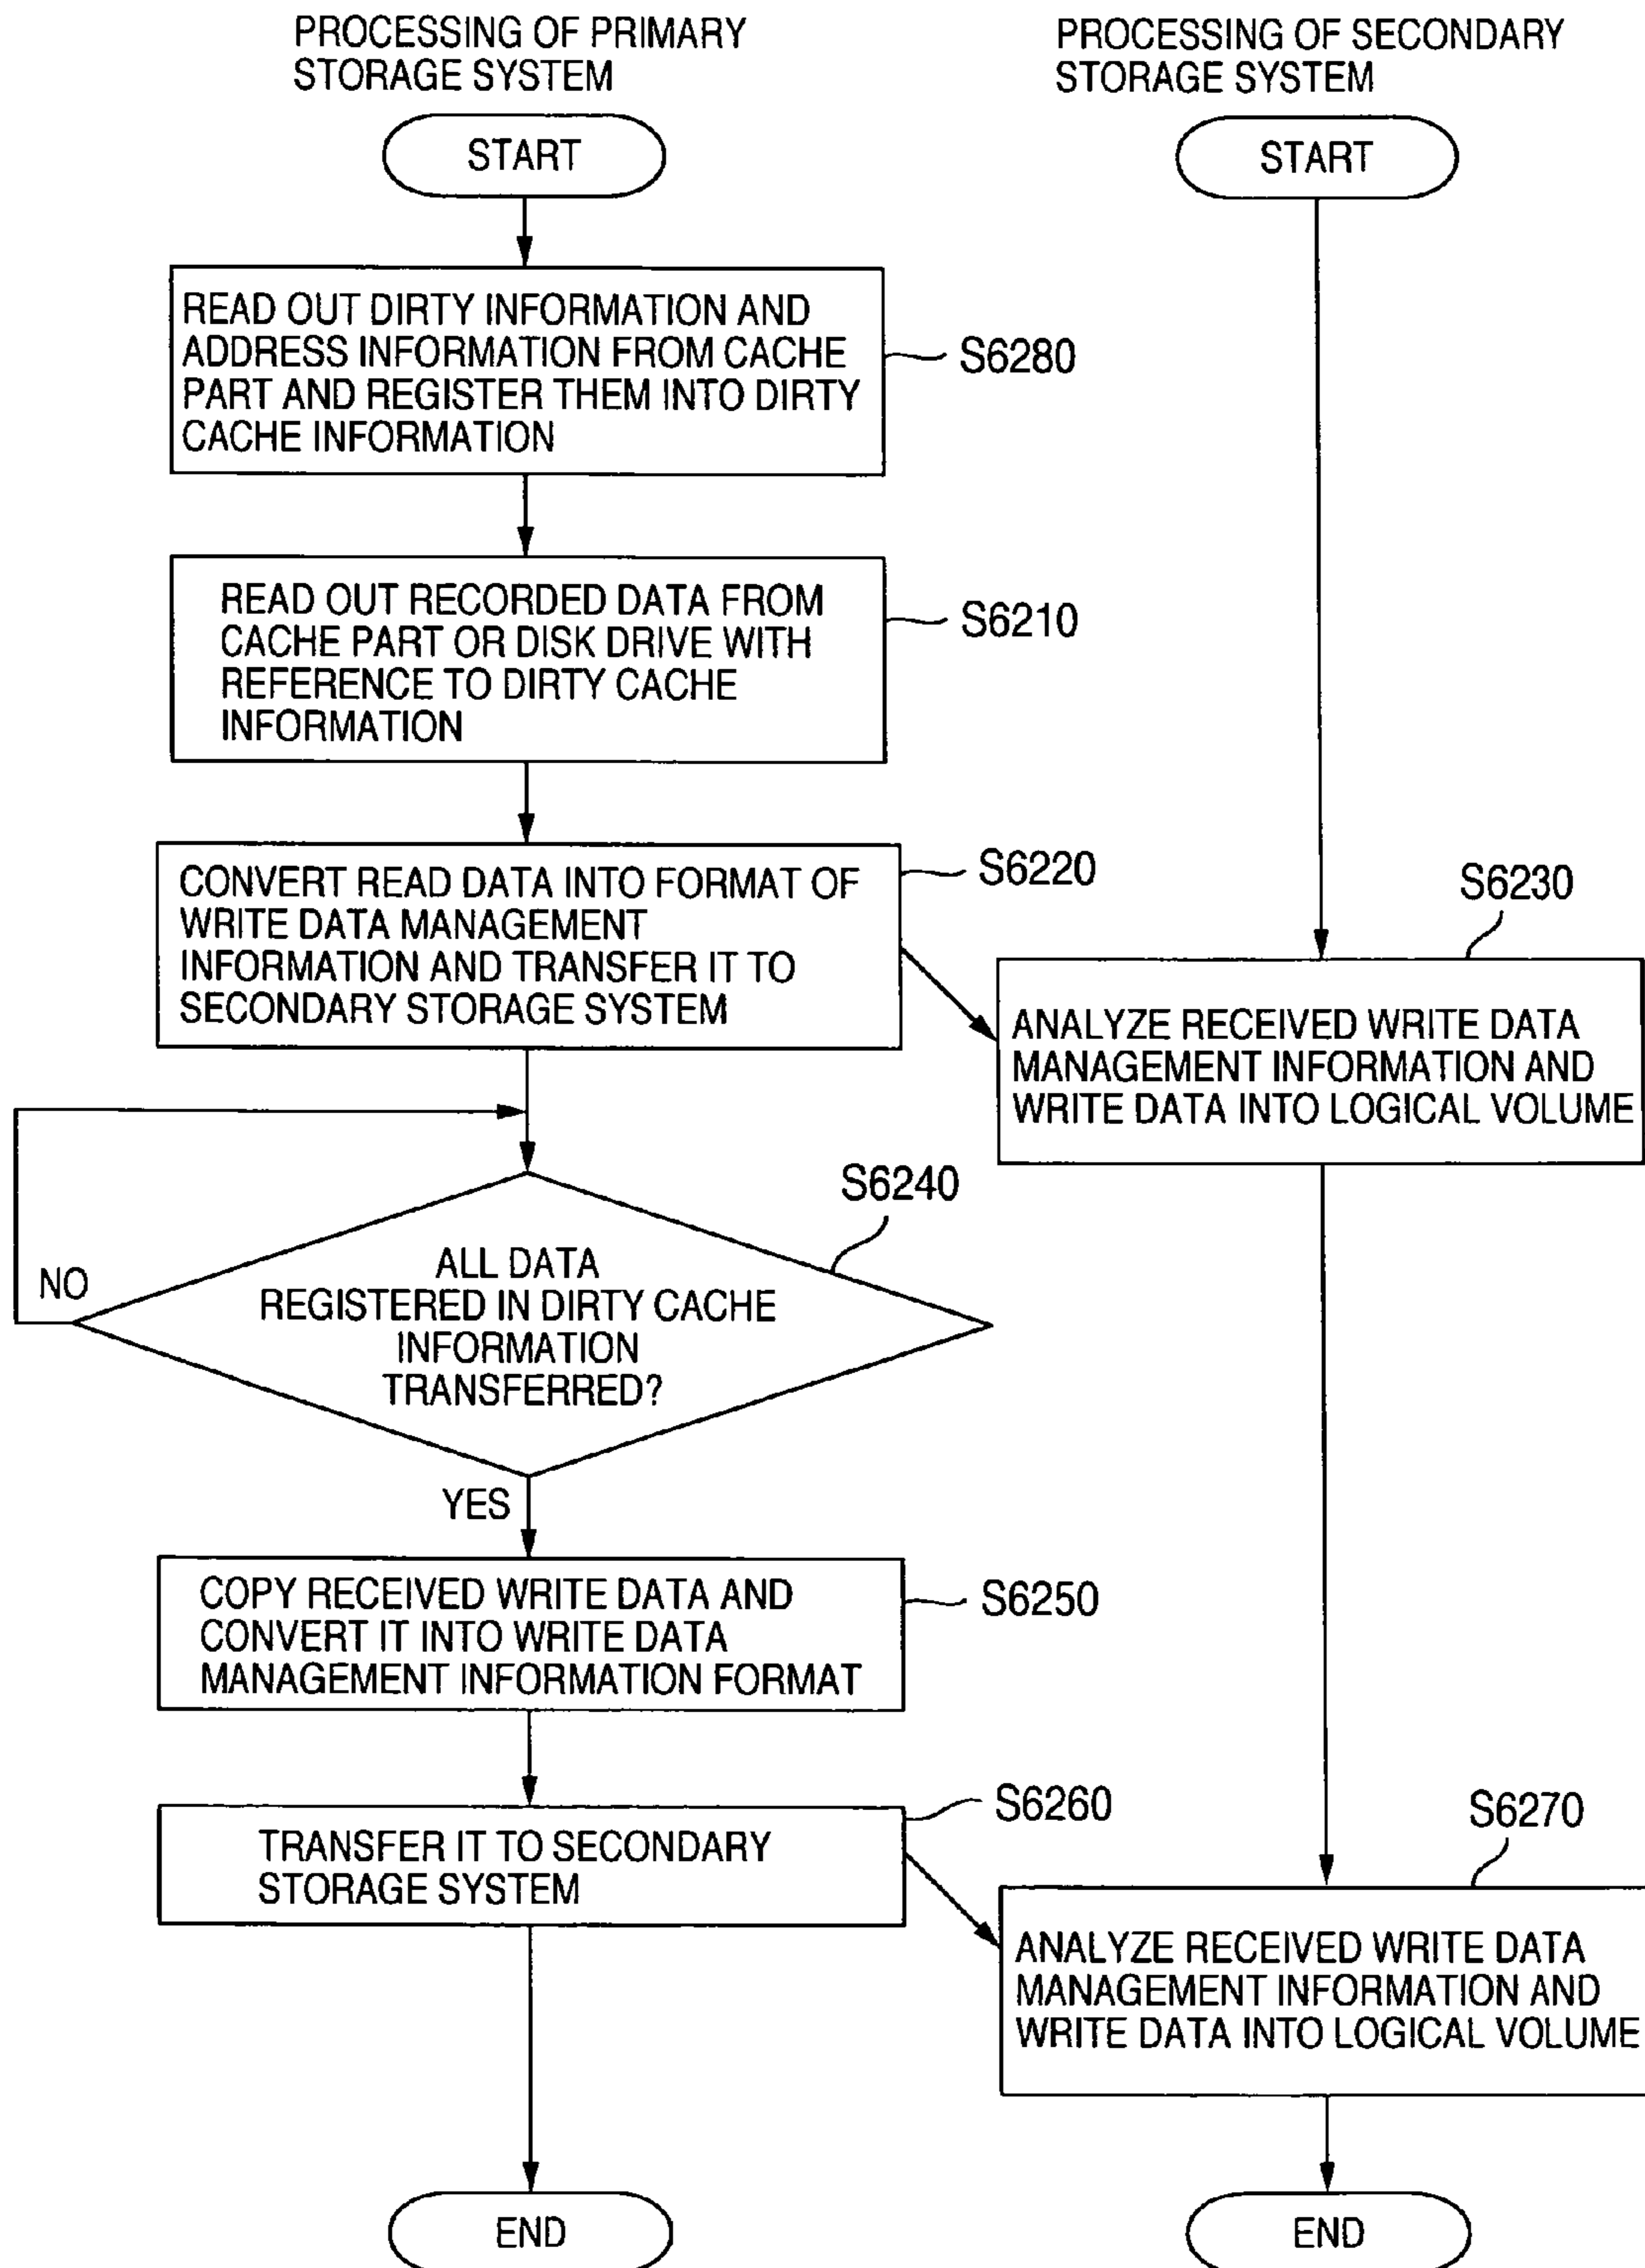 PROCESSING OF PRIMARY
STORAGE SYSTEM
START
READ OUT DIRTY INFORMATION AND
ADDRESS INFORMATION FROM CACHE
PART AND REGISTER THEM INTO DIRTY
CACHE INFORMATION
S6280
READ OUT RECORDED DATA FROM
CACHE PART OR DISK DRIVE WITH
REFERENCE TO DIRTY CACHE
INFORMATION
S6210
CONVERT READ DATA INTO FORMAT OF
WRITE DATA MANAGEMENT
INFORMATION AND TRANSFER IT TO
SECONDARY STORAGE SYSTEM
S6220
ALL DATA
REGISTERED IN DIRTY CACHE
INFORMATION
TRANSFERRED?
S6240
NO
YES
COPY RECEIVED WRITE DATA AND
CONVERT IT INTO WRITE DATA
MANAGEMENT INFORMATION FORMAT
S6250
TRANSFER IT TO SECONDARY
STORAGE SYSTEM
S6260
END
PROCESSING OF SECONDARY
STORAGE SYSTEM
START
S6230
ANALYZE RECEIVED WRITE DATA
MANAGEMENT INFORMATION AND
WRITE DATA INTO LOGICAL VOLUME
S6270
ANALYZE RECEIVED WRITE DATA
MANAGEMENT INFORMATION AND
WRITE DATA INTO LOGICAL VOLUME
END